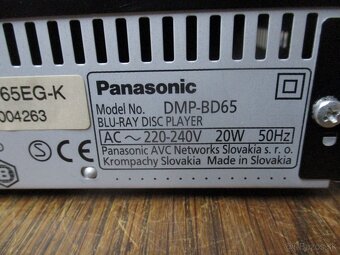 65EG-K
004263
Panasonic
Model No. DMP-BD65
BLU-RAY DISC PLAYER
AC ~ 220-240V 20W 50Hz
Panasonic AVC Networks Slovakia s. r. o.
Krompachy Slovakia Made in Slovakia